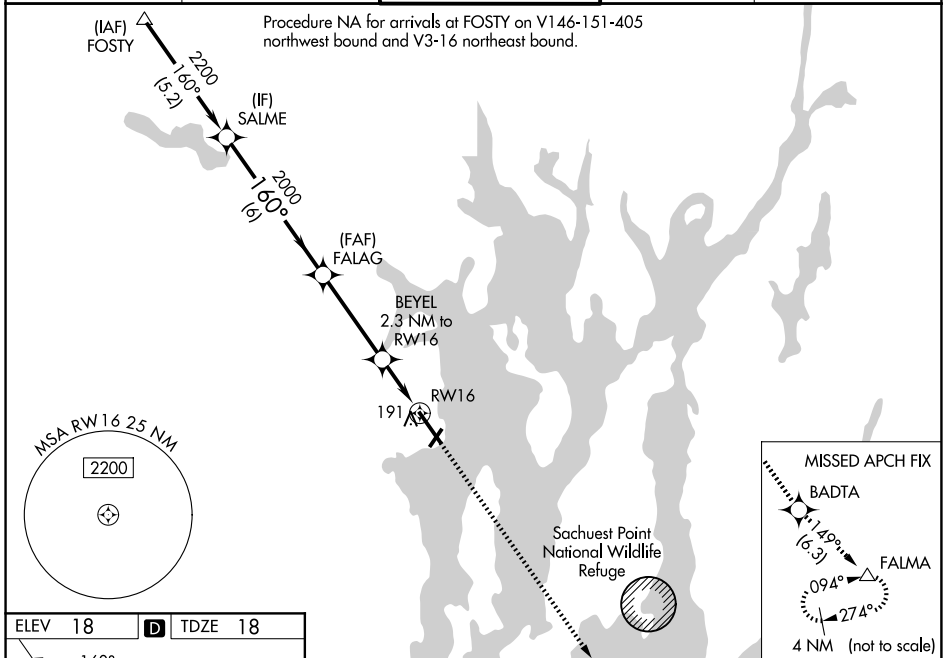 Procedure NA for arrivals at FOSTY on V146-151-405
northwest bound and V3-16 northeast bound.
(IAF)
FOSTY
2200
160°
(5.2)
(IF)
SALME
2000
160°
(6)
(FAF)
FALAG
BEYEL
2.3 NM to
RW16
RW16
191
MSA RW16 25 NM
2200
Sachuest Point
National Wildlife
Refuge
MISSED APCH FIX
BADTA
149°
(6.3)
FALMA
094°
274°
4 NM (not to scale)
ELEV 18 D TDZE 18